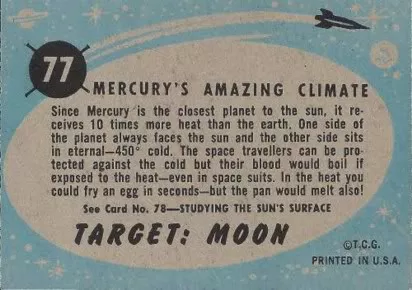 77
MERCURY'S AMAZING CLIMATE
Since Mercury is the closest planet to the sun, it re-
ceives 10 times more heat than the earth. One side of
the planet always faces the sun and the other side sits
in eternal—450° cold. The space travellers can be pro-
tected against the cold but their blood would boil if
exposed to the heat—even in space suits. In the heat you
could fry an egg in seconds—but the pan would melt also!
See Card No. 78—STUDYING THE SUN'S SURFACE
TARGET: MOON
©T.C.G.
PRINTED IN U.S.A.